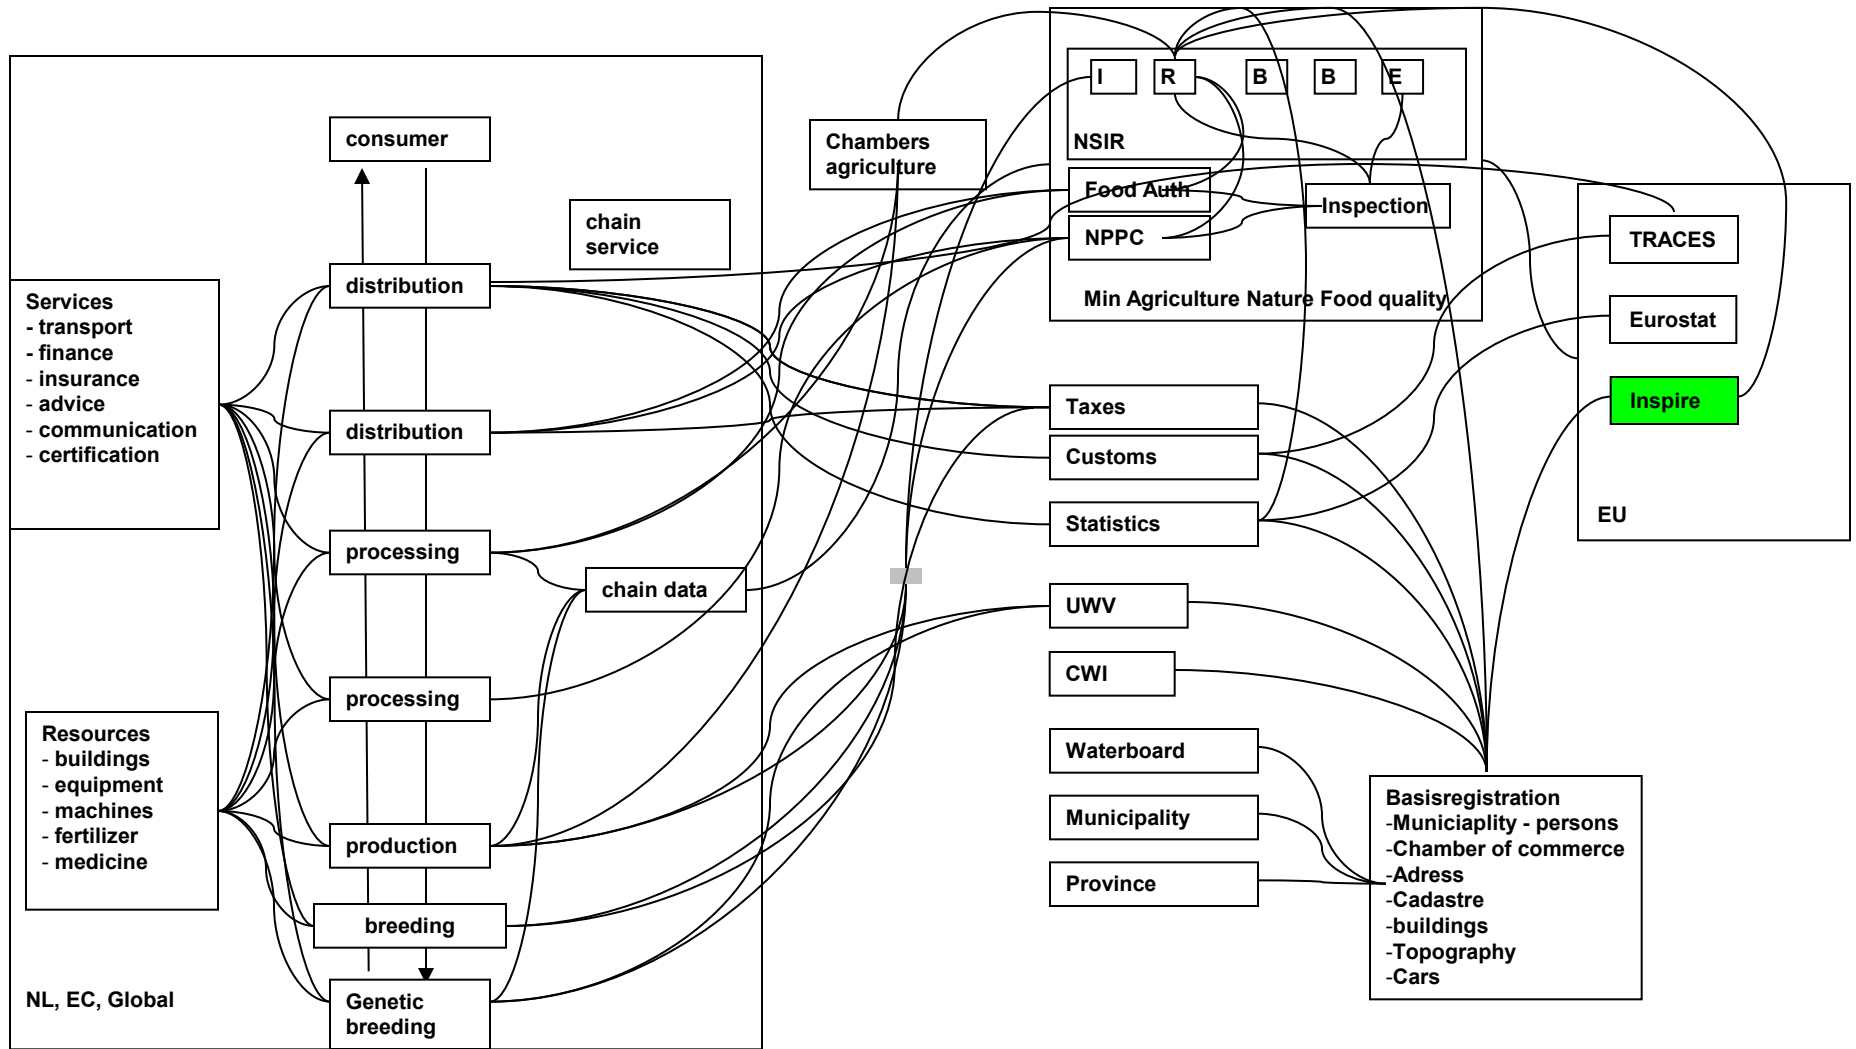 consumer
chain
service
distribution
distribution
processing
processing
chain data
production
breeding
Genetic
breeding
Services
- transport
- finance
- insurance
- advice
- communication
- certification
Resources
- buildings
- equipment
- machines
- fertilizer
- medicine
NL, EC, Global
Chambers
agriculture
I
R
B
B
E
NSIR
Food Auth
NPPC
Inspection
Min Agriculture Nature Food quality
Taxes
Customs
Statistics
UWV
CWI
Waterboard
Municipality
Province
TRACES
Eurostat
Inspire
EU
Basisregistration
-Municiaplity - persons
-Chamber of commerce
-Adress
-Cadastre
-buildings
-Topography
-Cars